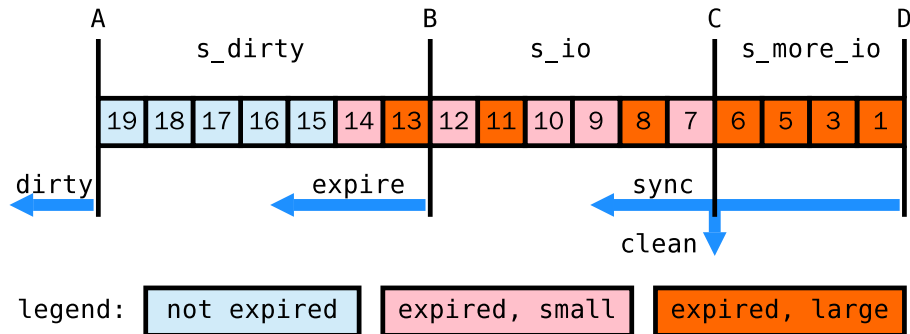 A B C D
s_dirty s_io s_more_io
19 18 17 16 15 14 13 12 11 10 9 8 7 6 5 3 1
dirty expire sync
clean
legend: not expired expired, small expired, large